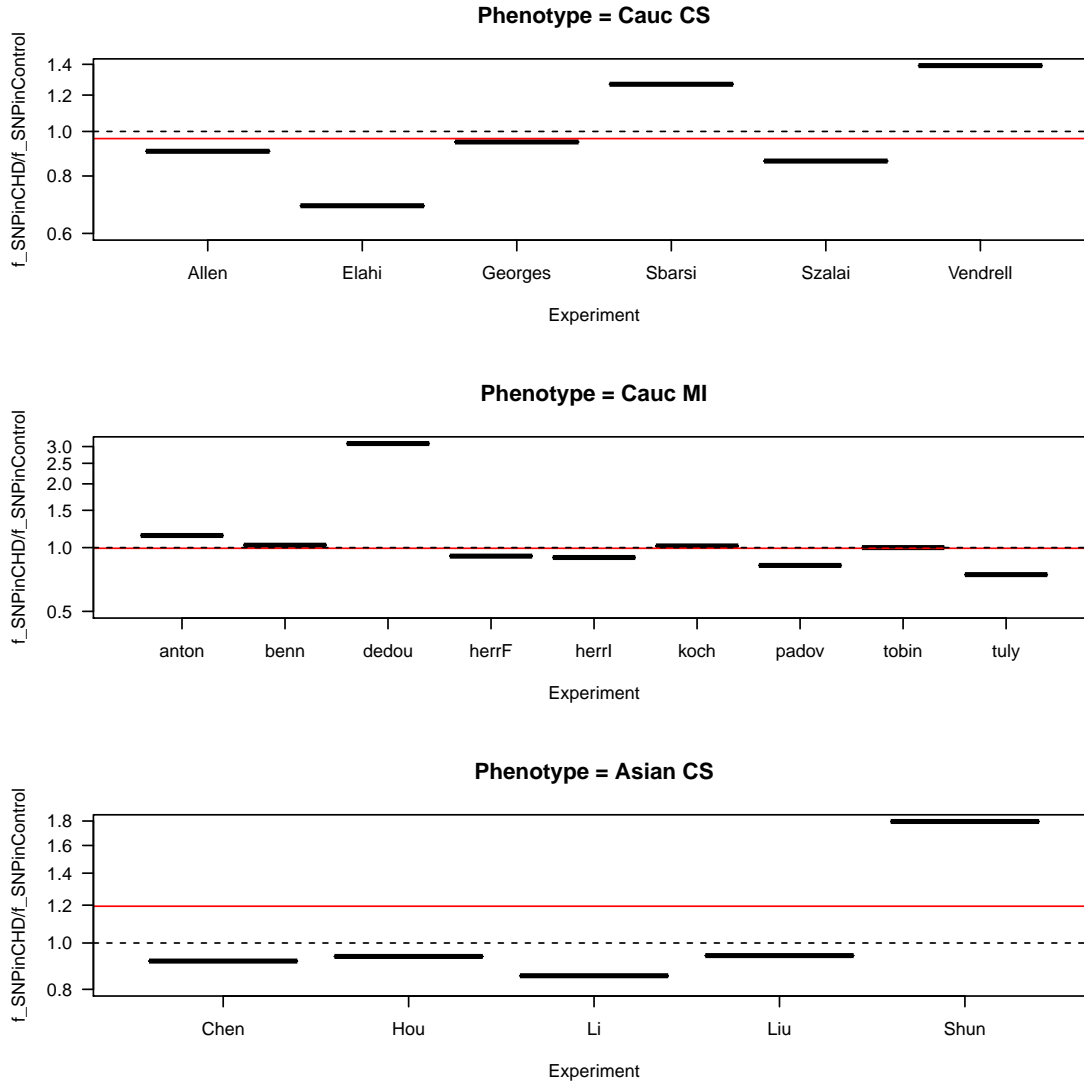 Phenotype = Cauc CS
f_SNPinCHD/f_SNPinControl
1.4
1.2
1.0
0.8
0.6
Allen Elahi Georges Sbarsi Szalai Vendrell
Experiment
Phenotype = Cauc MI
f_SNPinCHD/f_SNPinControl
3.0
2.5
2.0
1.5
1.0
0.5
anton benn dedou herrF herrI koch padov tobin tuly
Experiment
Phenotype = Asian CS
f_SNPinCHD/f_SNPinControl
1.8
1.6
1.4
1.2
1.0
0.8
Chen Hou Li Liu Shun
Experiment